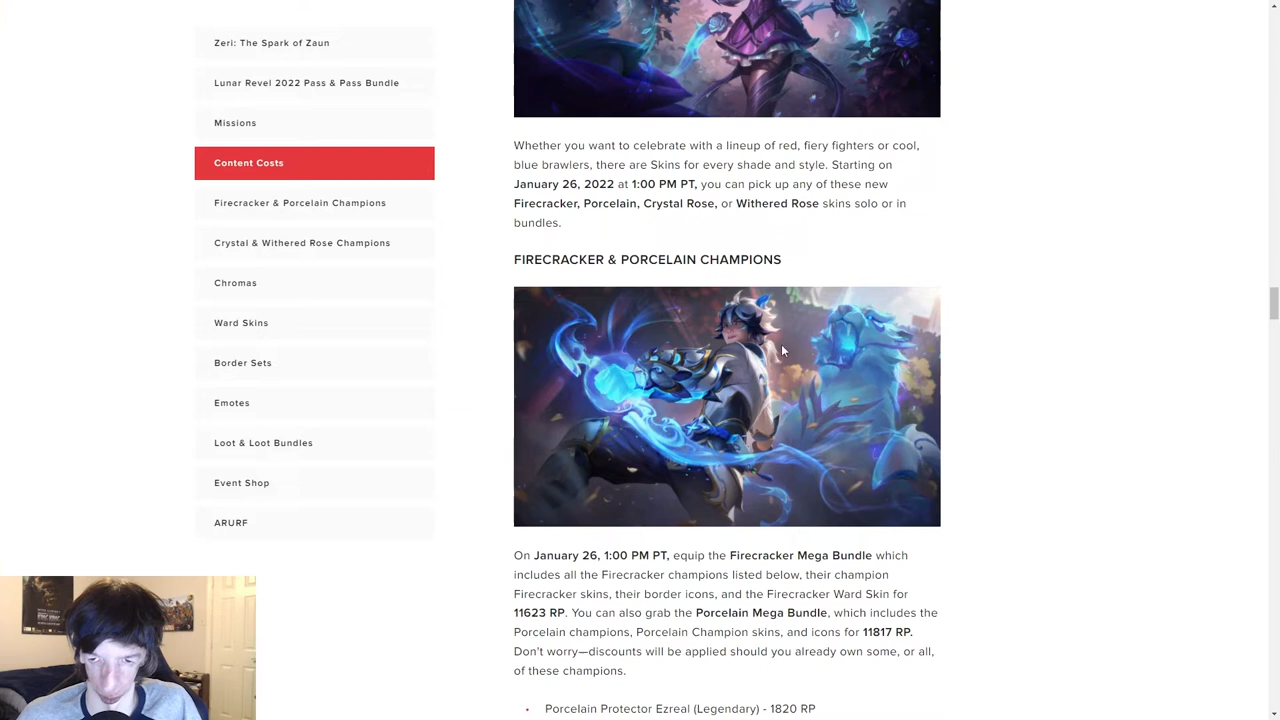 Zeri: The Spark of Zaun
Lunar Revel 2022 Pass & Pass Bundle
Missions
Content Costs
Firecracker & Porcelain Champions
Crystal & Withered Rose Champions
Chromas
Ward Skins
Border Sets
Emotes
Loot & Loot Bundles
Event Shop
ARURF
Whether you want to celebrate with a lineup of red, fiery fighters or cool,
blue brawlers, there are Skins for every shade and style. Starting on
January 26, 2022 at 1:00 PM PT, you can pick up any of these new
Firecracker, Porcelain, Crystal Rose, or Withered Rose skins solo or in
bundles.
FIRECRACKER & PORCELAIN CHAMPIONS
On January 26, 1:00 PM PT, equip the Firecracker Mega Bundle which
includes all the Firecracker champions listed below, their champion
Firecracker skins, their border icons, and the Firecracker Ward Skin for
11623 RP. You can also grab the Porcelain Mega Bundle, which includes the
Porcelain champions, Porcelain Champion skins, and icons for 11817 RP.
Don't worry—discounts will be applied should you already own some, or all,
of these champions.
• Porcelain Protector Ezreal (Legendary) - 1820 RP